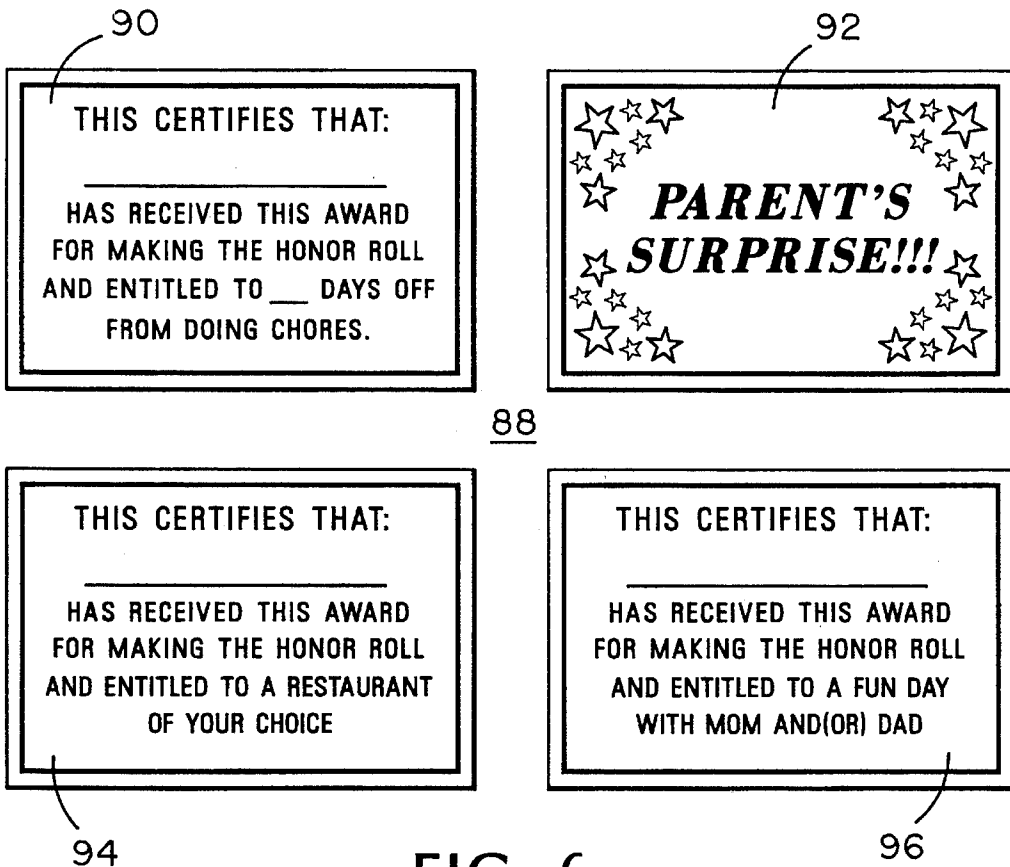 90
THIS CERTIFIES THAT:
HAS RECEIVED THIS AWARD
FOR MAKING THE HONOR ROLL
AND ENTITLED TO ___ DAYS OFF
FROM DOING CHORES.
92
PARENT'S
SURPRISE!!!
88
THIS CERTIFIES THAT:
HAS RECEIVED THIS AWARD
FOR MAKING THE HONOR ROLL
AND ENTITLED TO A RESTAURANT
OF YOUR CHOICE
94
THIS CERTIFIES THAT:
HAS RECEIVED THIS AWARD
FOR MAKING THE HONOR ROLL
AND ENTITLED TO A FUN DAY
WITH MOM AND(OR) DAD
96
FIG. 6